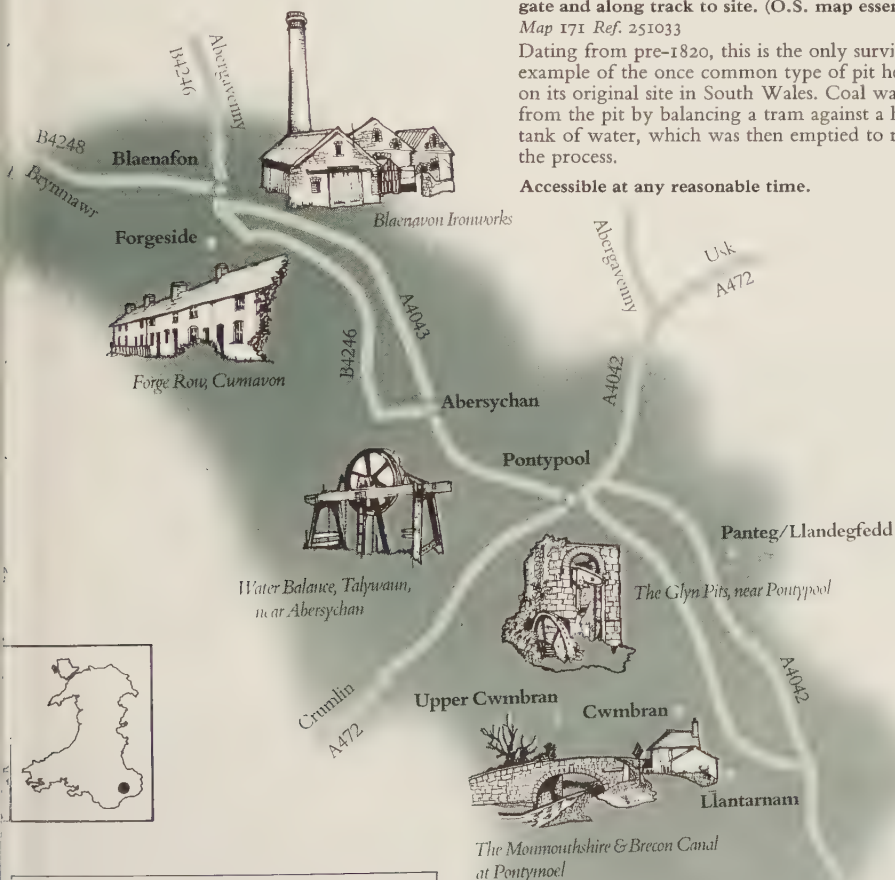 gate and along track to site. (O.S. map
Map 171 Ref. 251033
Dating from pre-1820, this is the only
example of the once common type of pit
on its original site in South Wales. Coal
from the pit by balancing a tram against a
tank of water, which was then emptied to
the process.
Accessible at any reasonable time.
B4246
Abergavenny
B4248
Brynmawr
Blaenafon
Blaenavon Ironworks
Forgeside
Forge Row, Cwmavon
A4043
B4246
Abersychan
Abergavenny
Usk
A472
A4042
Pontypool
Water Balance, Talywaun,
near Abersychan
The Glyn Pits, near Pontypool
Panteg/Llandegfedd
A4042
Crumlin
A472
Upper Cwmbran
Cwmbran
Llantarnam
The Monmouthshire & Brecon Canal
at Pontymoel